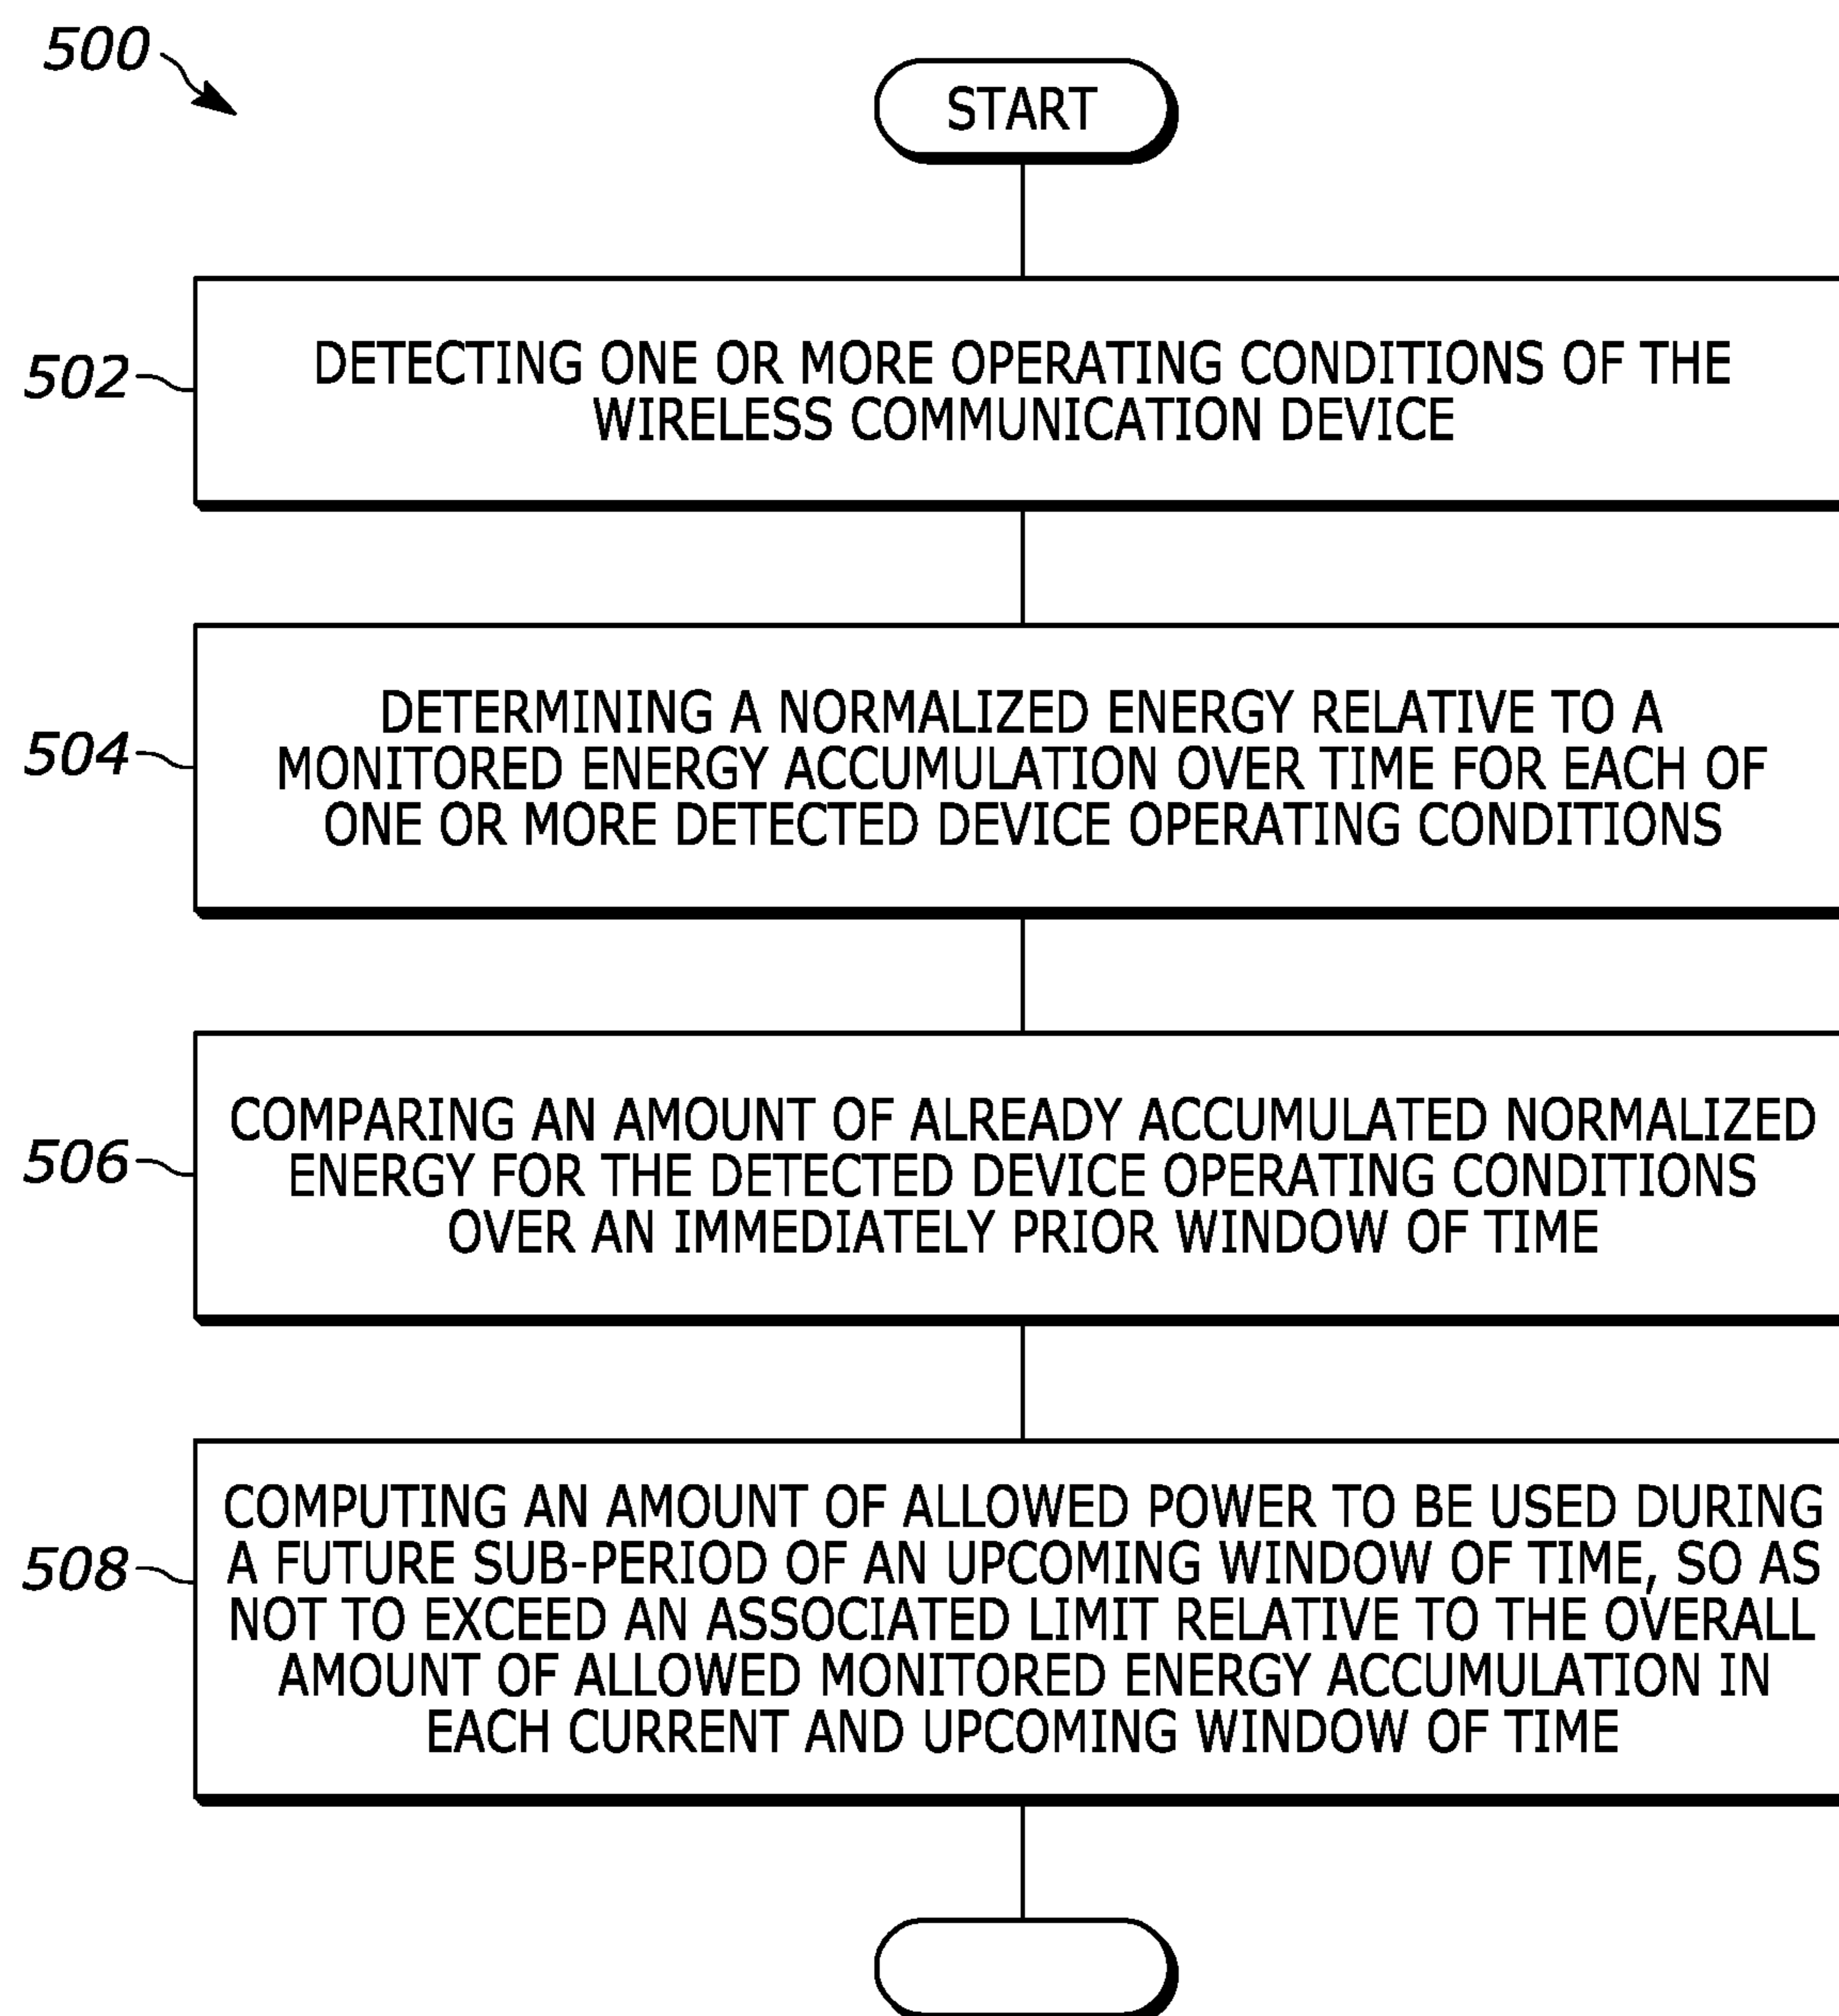 500
START
502
DETECTING ONE OR MORE OPERATING CONDITIONS OF THE
WIRELESS COMMUNICATION DEVICE
504
DETERMINING A NORMALIZED ENERGY RELATIVE TO A
MONITORED ENERGY ACCUMULATION OVER TIME FOR EACH OF
ONE OR MORE DETECTED DEVICE OPERATING CONDITIONS
506
COMPARING AN AMOUNT OF ALREADY ACCUMULATED NORMALIZED
ENERGY FOR THE DETECTED DEVICE OPERATING CONDITIONS
OVER AN IMMEDIATELY PRIOR WINDOW OF TIME
508
COMPUTING AN AMOUNT OF ALLOWED POWER TO BE USED DURING
A FUTURE SUB-PERIOD OF AN UPCOMING WINDOW OF TIME, SO AS
NOT TO EXCEED AN ASSOCIATED LIMIT RELATIVE TO THE OVERALL
AMOUNT OF ALLOWED MONITORED ENERGY ACCUMULATION IN
EACH CURRENT AND UPCOMING WINDOW OF TIME